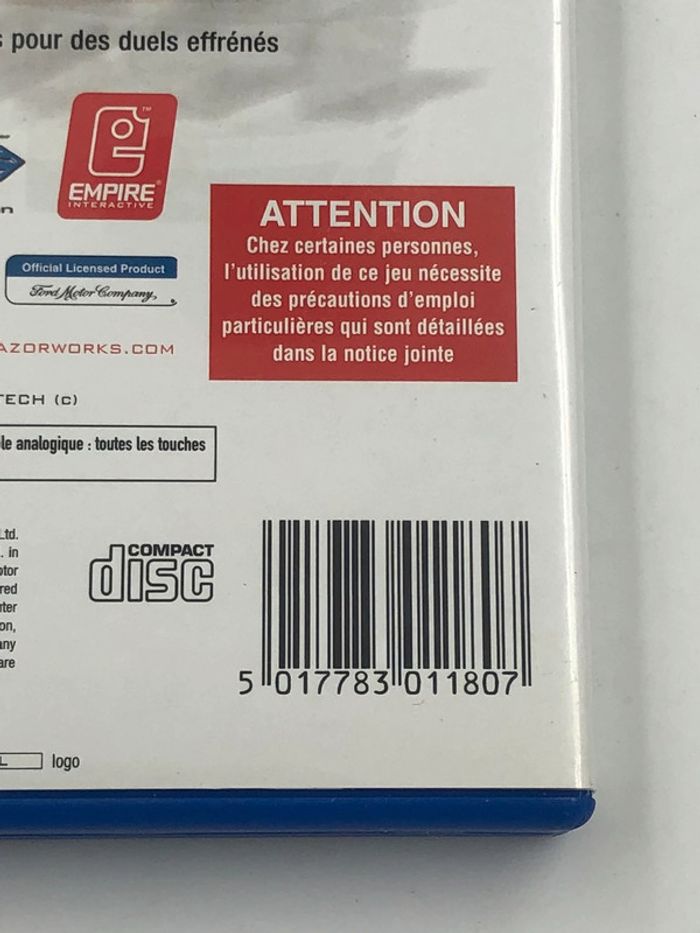 pour des duels effrénés
EMPIRE
INTERACTIVE
ATTENTION
Chez certaines personnes,
l'utilisation de ce jeu nécessite
des précautions d'emploi
particulières qui sont détaillées
dans la notice jointe
Official Licensed Product
Ford Motor Company,
AZORWORKS.COM
TECH (C)
le analogique : toutes les touches
Ltd.
. in
otor
red
uter
on,
any
are
COMPACT
disc
5 017783 011807
L
logo